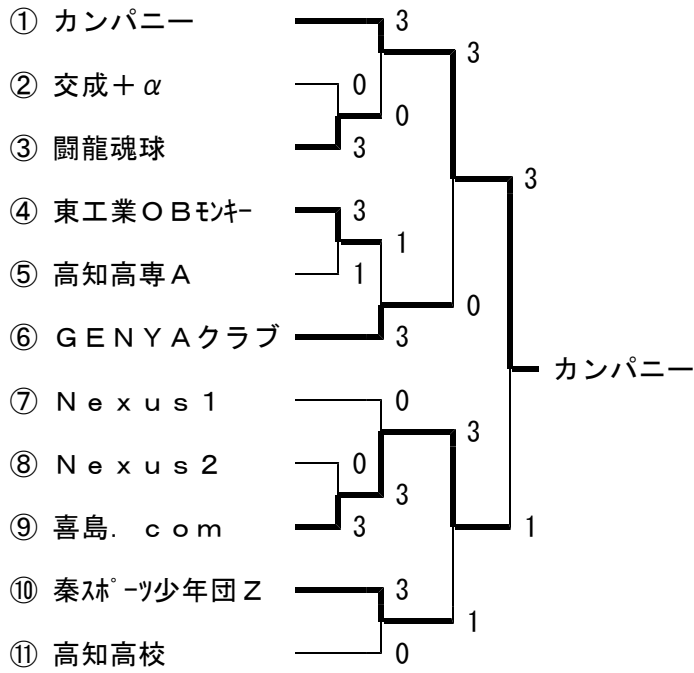 ① カンパニー 3
3
② 交成＋α 0
0
③ 闘龍魂球 3
3
④ 東工業ＯＢﾓﾝｷｰ 3
1
⑤ 高知高専Ａ 1
0
⑥ ＧＥＮＹＡクラブ 3
カンパニー
⑦ Ｎｅｘｕｓ１ 0
3
⑧ Ｎｅｘｕｓ２ 0
3
⑨ 喜島．ｃｏｍ 3
1
⑩ 秦ｽﾎﾟｰﾂ少年団Ｚ 3
1
⑪ 高知高校 0